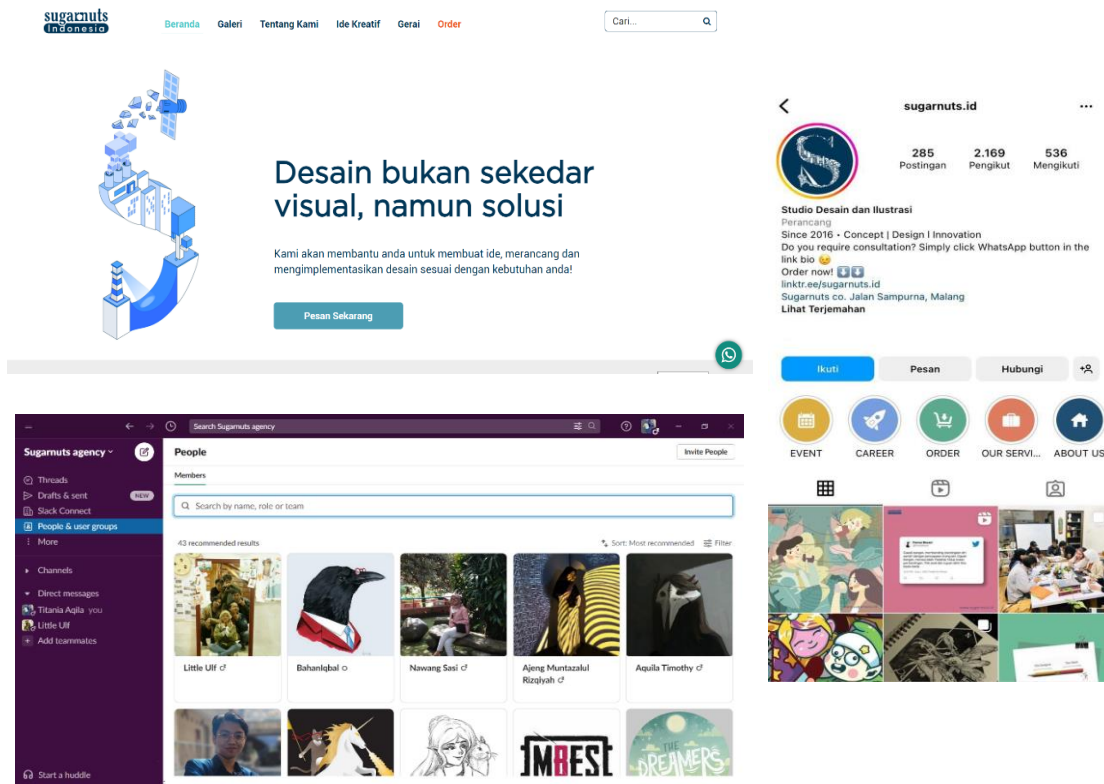 sugarnuts
Indonesia
Beranda Galeri Tentang Kami Ide Kreatif Gerai Order
Cari...
Desain bukan sekedar
visual, namun solusi
Kami akan membantu anda untuk membuat ide, merancang dan
mengimplementasikan desain sesuai dengan kebutuhan anda!
Pesan Sekarang
sugarnuts.id
285 2.169 536
Postingan Pengikut Mengikuti
Studio Desain dan Ilustrasi
Perancang
Since 2016 • Concept | Design I Innovation
Do you require consultation? Simply click WhatsApp button in the
link bio 😉
Order now! ⬇️⬇️
linktr.ee/sugarnuts.id
Sugarnuts co. Jalan Sampurna, Malang
Lihat Terjemahan
Ikuti Pesan Hubungi
EVENT CAREER ORDER OUR SERVI... ABOUT US
Search Sugarnuts agency
Sugarnuts agency
Threads
Drafts & sent NEW
Slack Connect
People & user groups
More
Channels
Direct messages
Titania Aqila you
Little Ulf
Add teammates
Start a huddle
People
Invite People
Members
Search by name, role or team
43 recommended results
Sort: Most recommended Filter
Little Ulf
BahanIqbal
Nawang Sasi
Ajeng Muntazalul
Rizqiyah
Aquila Timothy
IMBEST
THE
DREAMERS